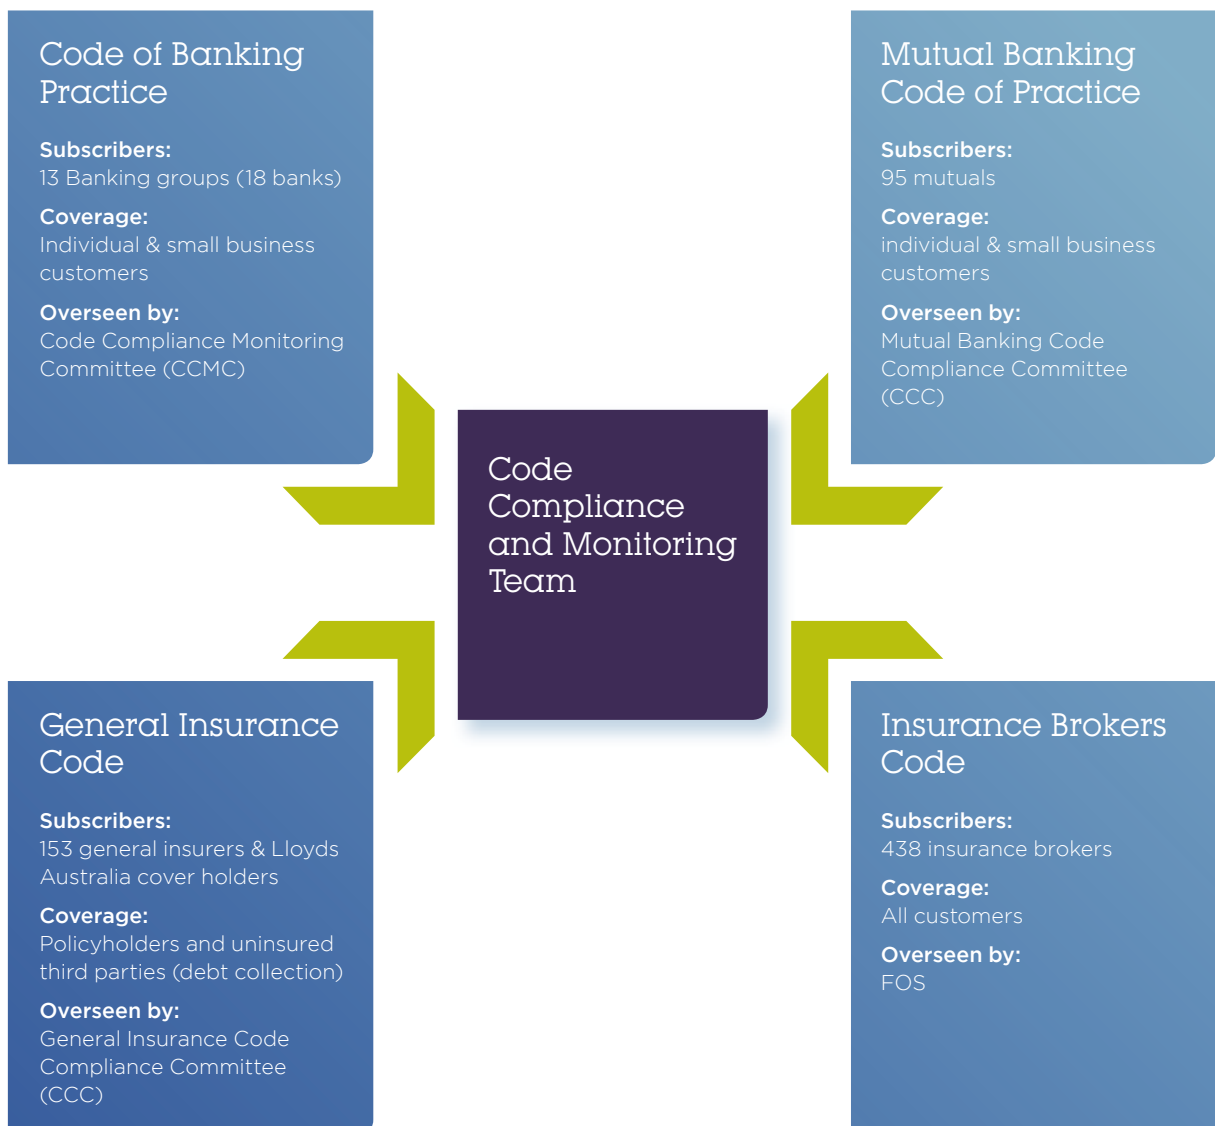 Code of Banking
Practice
Subscribers:
13 Banking groups (18 banks)
Coverage:
Individual & small business
customers
Overseen by:
Code Compliance Monitoring
Committee (CCMC)
Mutual Banking
Code of Practice
Subscribers:
95 mutuals
Coverage:
individual & small business
customers
Overseen by:
Mutual Banking Code
Compliance Committee
(CCC)
Code
Compliance
and Monitoring
Team
General Insurance
Code
Subscribers:
153 general insurers & Lloyds
Australia cover holders
Coverage:
Policyholders and uninsured
third parties (debt collection)
Overseen by:
General Insurance Code
Compliance Committee
(CCC)
Insurance Brokers
Code
Subscribers:
438 insurance brokers
Coverage:
All customers
Overseen by:
FOS